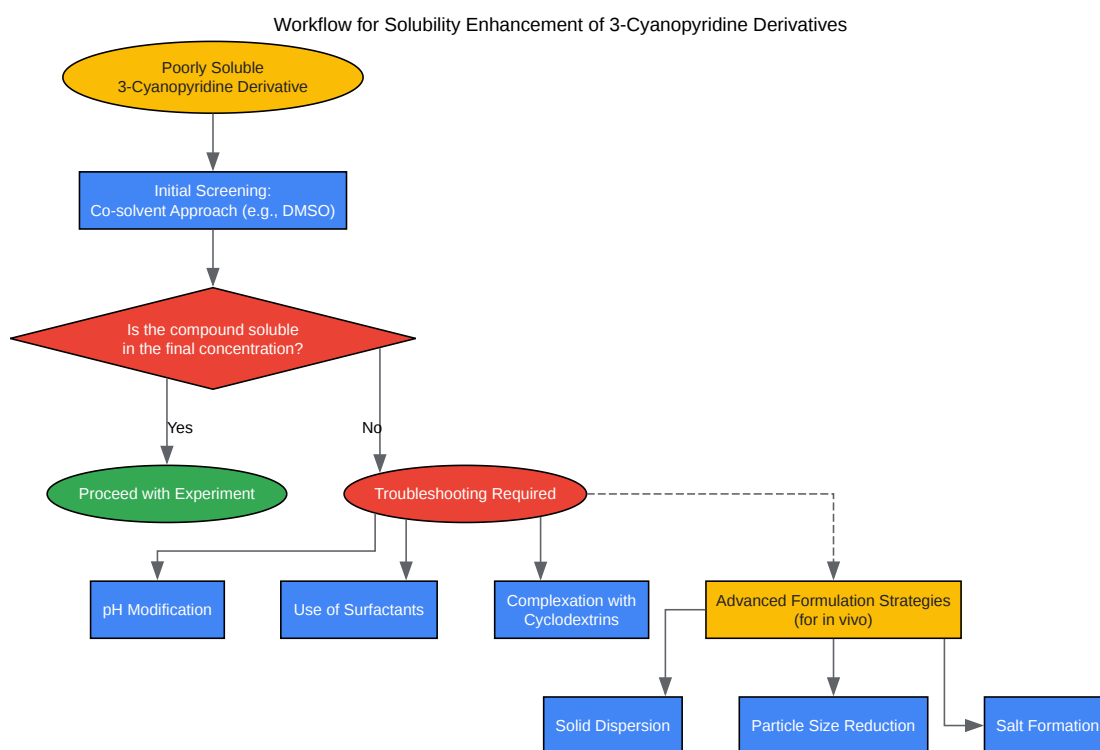 Workflow for Solubility Enhancement of 3-Cyanopyridine Derivatives
Poorly Soluble
3-Cyanopyridine Derivative
Initial Screening:
Co-solvent Approach (e.g., DMSO)
Is the compound soluble
in the final concentration?
Yes
No
Proceed with Experiment
Troubleshooting Required
pH Modification
Use of Surfactants
Complexation with
Cyclodextrins
Advanced Formulation Strategies
(for in vivo)
Solid Dispersion
Particle Size Reduction
Salt Formation